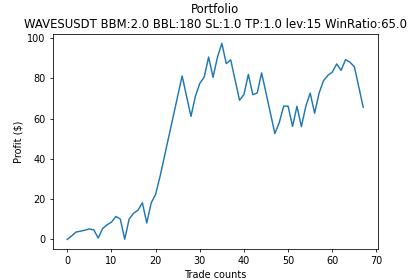 Portfolio
WAVESUSDT BBM:2.0 BBL:180 SL:1.0 TP:1.0 lev:15 WinRatio:65.0
Profit ($)
100
80
60
40
20
0
0 10 20 30 40 50 60 70
Trade counts